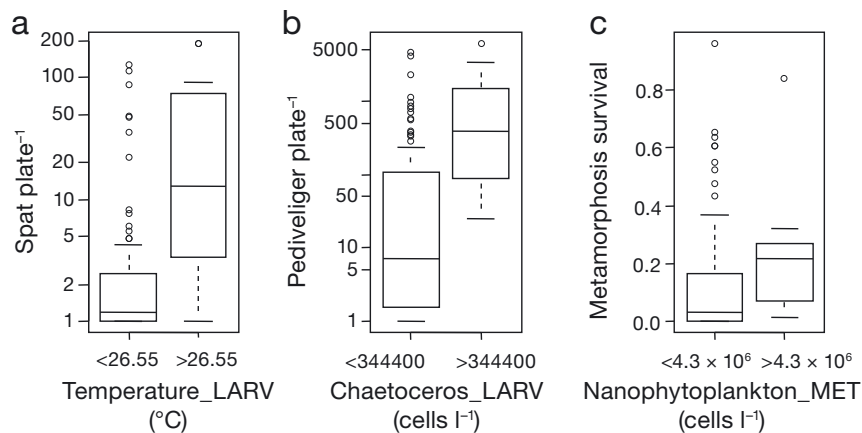 a
Spat plate⁻¹
200
100
50
20
10
5
2
1
<26.55 >26.55
Temperature_LARV
(°C)
b
Pediveliger plate⁻¹
5000
500
50
10
5
1
<344400 >344400
Chaetoceros_LARV
(cells l⁻¹)
c
Metamorphosis survival
0.8
0.6
0.4
0.2
0.0
<4.3 × 10⁶ >4.3 × 10⁶
Nanophytoplankton_MET
(cells l⁻¹)